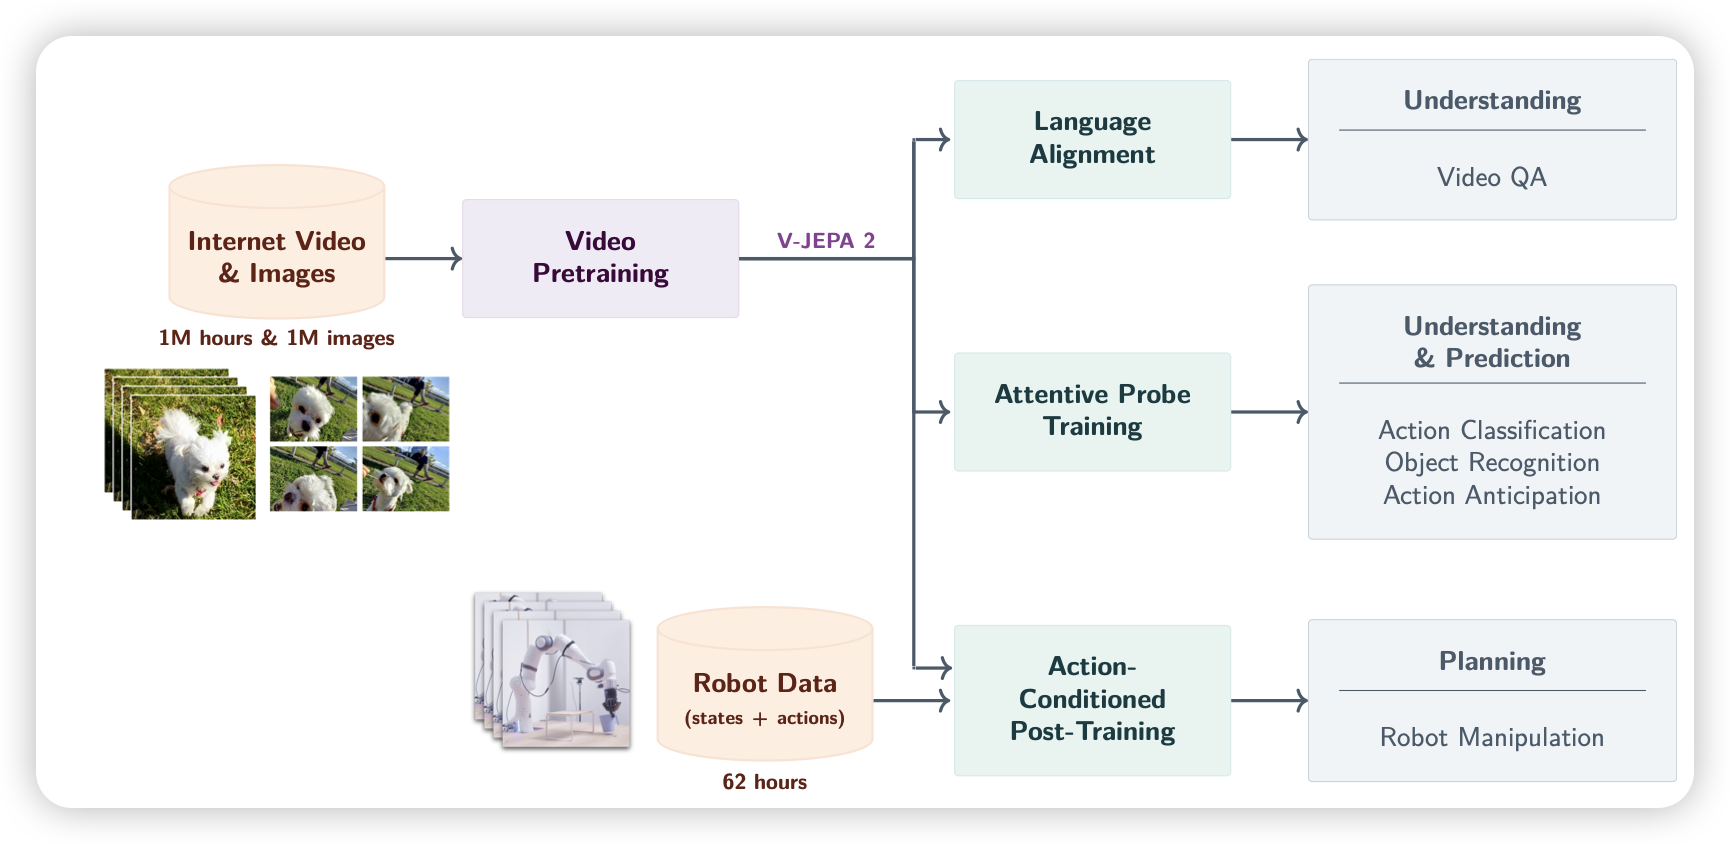 Internet Video
& Images
1M hours & 1M images
Video
Pretraining
V-JEPA 2
Language
Alignment
Understanding
Video QA
Attentive Probe
Training
Understanding
& Prediction
Action Classification
Object Recognition
Action Anticipation
Robot Data
(states + actions)
62 hours
Action-
Conditioned
Post-Training
Planning
Robot Manipulation